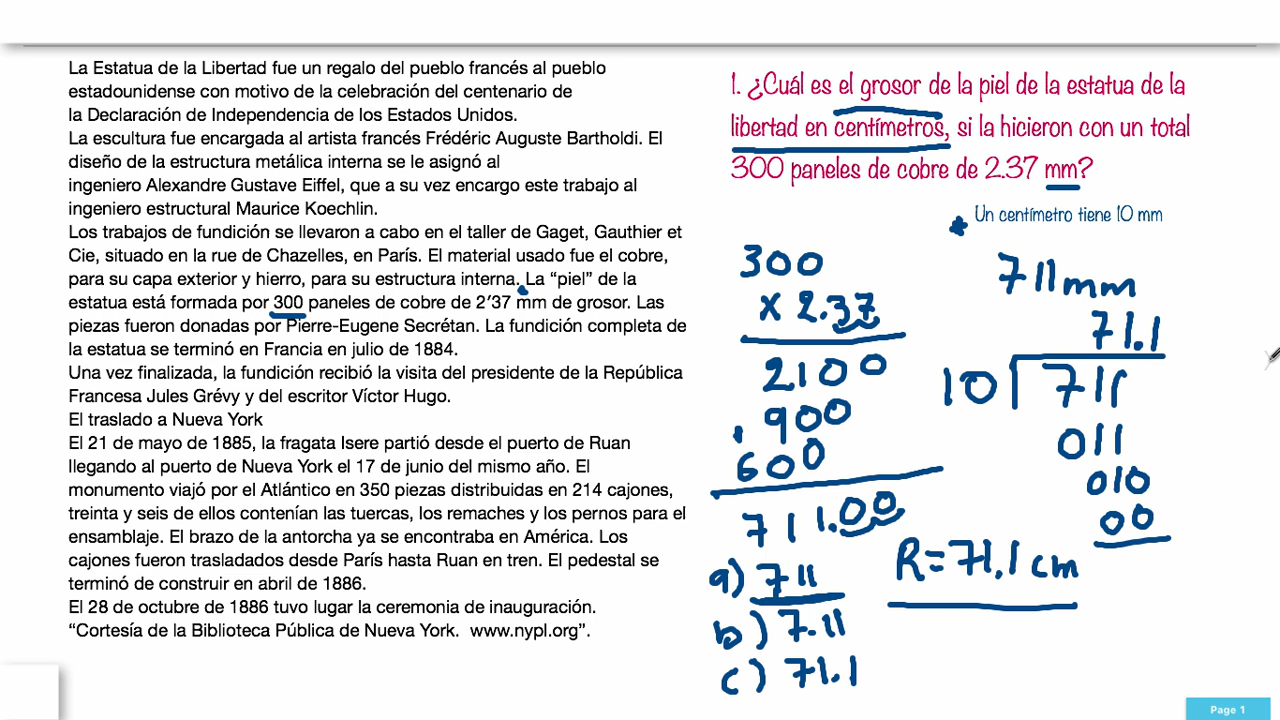 La Estatua de la Libertad fue un regalo del pueblo francés al pueblo
estadounidense con motivo de la celebración del centenario de
la Declaración de Independencia de los Estados Unidos.
La escultura fue encargada al artista francés Frédéric Auguste Bartholdi. El
diseño de la estructura metálica interna se le asignó al
ingeniero Alexandre Gustave Eiffel, que a su vez encargo este trabajo al
ingeniero estructural Maurice Koechlin.
Los trabajos de fundición se llevaron a cabo en el taller de Gaget, Gauthier et
Cie, situado en la rue de Chazelles, en París. El material usado fue el cobre,
para su capa exterior y hierro, para su estructura interna. La “piel” de la
estatua está formada por 300 paneles de cobre de 2’37 mm de grosor. Las
piezas fueron donadas por Pierre-Eugene Secrétan. La fundición completa de
la estatua se terminó en Francia en julio de 1884.
Una vez finalizada, la fundición recibió la visita del presidente de la República
Francesa Jules Grévy y del escritor Víctor Hugo.
El traslado a Nueva York
El 21 de mayo de 1885, la fragata Isere partió desde el puerto de Ruan
llegando al puerto de Nueva York el 17 de junio del mismo año. El
monumento viajó por el Atlántico en 350 piezas distribuidas en 214 cajones,
treinta y seis de ellos contenían las tuercas, los remaches y los pernos para el
ensamblaje. El brazo de la antorcha ya se encontraba en América. Los
cajones fueron trasladados desde París hasta Ruan en tren. El pedestal se
terminó de construir en abril de 1886.
El 28 de octubre de 1886 tuvo lugar la ceremonia de inauguración.
“Cortesía de la Biblioteca Pública de Nueva York. www.nypl.org”.
1. ¿Cuál es el grosor de la piel de la estatua de la
libertad en centímetros, si la hicieron con un total
300 paneles de cobre de 2.37 mm?
Un centímetro tiene 10 mm
300
x 2.37
2100
900
600
711.00
a) 711
b) 7.11
c) 71.1
711mm
71.1
10 711
011
010
00
R=71.1 cm
Page 1